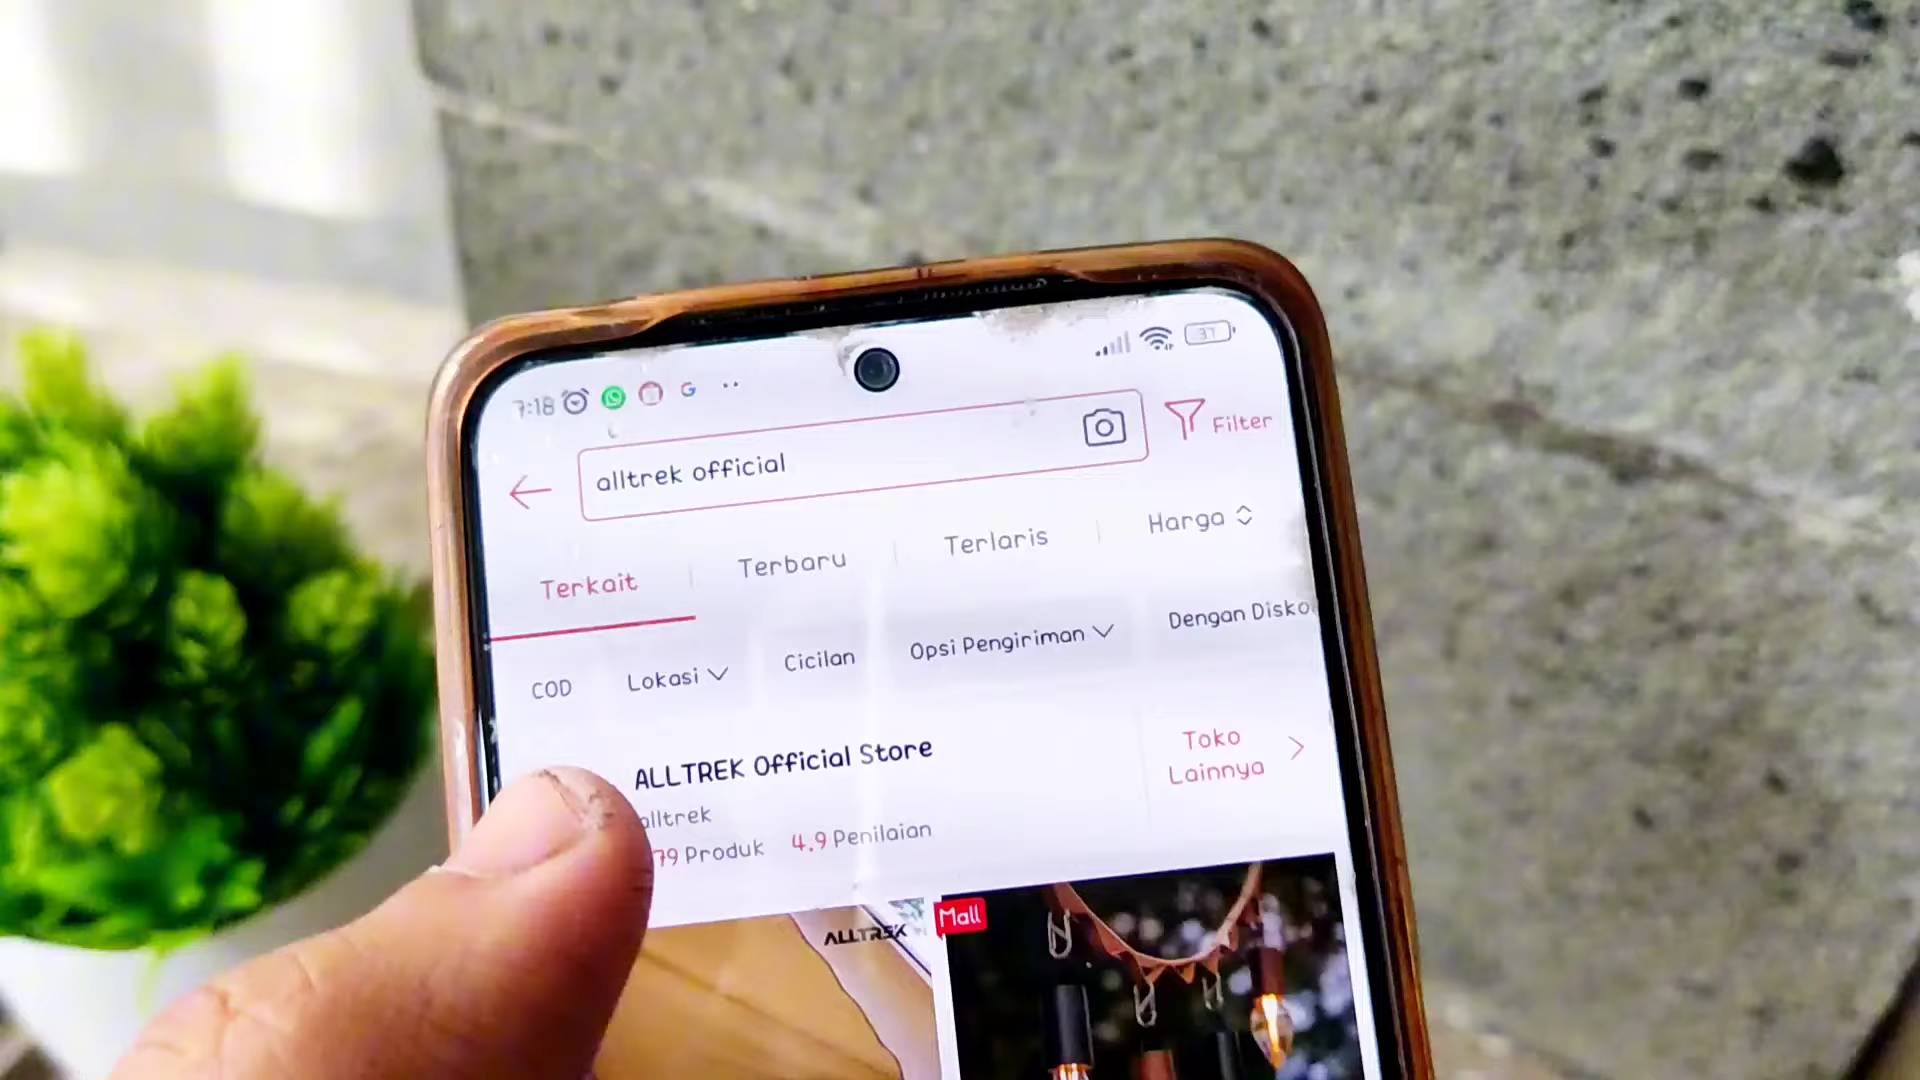 7:18 G 37
alltrek official
Filter
Terkait Terbaru Terlaris Harga
COD Lokasi Cicilan Opsi Pengiriman Dengan Disko
ALLTREK Official Store
Toko
Lainnya
alltrek
79 Produk 4.9 Penilaian
ALLTREK
Mall